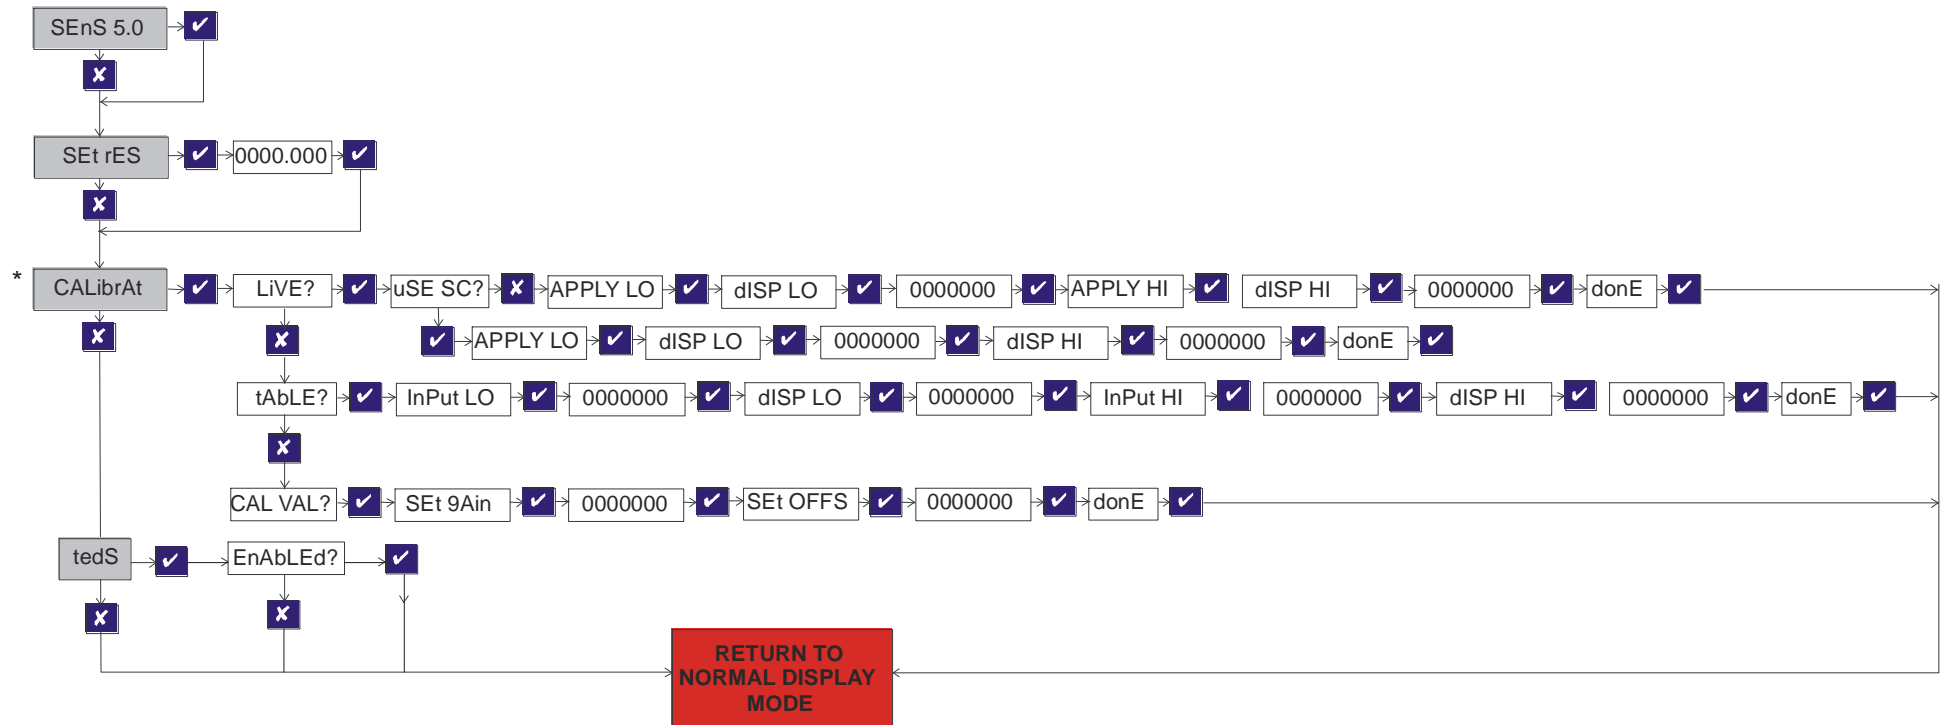 SEnS 5.0 ✔
✘
SEt rES ✔ 0000.000 ✔
✘
* CALibrAt ✔ LiVE? ✔ uSE SC? ✘ APPLY LO ✔ dISP LO ✔ 0000000 ✔ APPLY HI ✔ dISP HI ✔ 0000000 ✔ donE ✔
✘ ✘ ✔ APPLY LO ✔ dISP LO ✔ 0000000 ✔ dISP HI ✔ 0000000 ✔ donE ✔
tAbLE? ✔ InPut LO ✔ 0000000 ✔ dISP LO ✔ 0000000 ✔ InPut HI ✔ 0000000 ✔ dISP HI ✔ 0000000 ✔ donE ✔
✘
CAL VAL? ✔ SEt 9Ain ✔ 0000000 ✔ SEt OFFS ✔ 0000000 ✔ donE ✔
tedS ✔ EnAbLEd? ✔
✘ ✘
RETURN TO
NORMAL DISPLAY
MODE